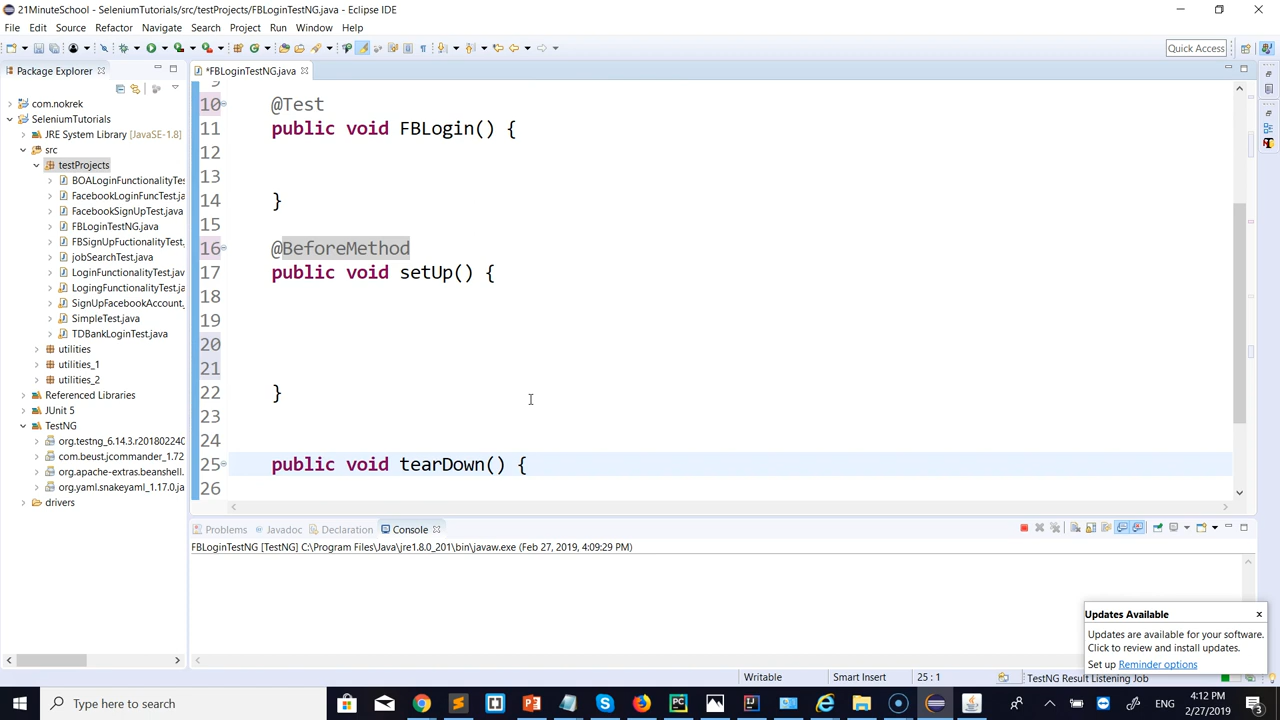 21MinuteSchool - SeleniumTutorials/src/testProjects/FBLoginTestNG.java - Eclipse IDE
File Edit Source Refactor Navigate Search Project Run Window Help
Quick Access
Package Explorer
com.nokrek
SeleniumTutorials
JRE System Library [JavaSE-1.8]
src
testProjects
BOALoginFunctionalityTes
FacebookLoginFuncTest.ja
FacebookSignUpTest.java
FBLoginTestNG.java
FBSignUpFuctionalityTest.
jobSearchTest.java
LoginFunctionalityTest.jav
LogingFunctionalityTest.ja
SignUpFacebookAccount.
SimpleTest.java
TDBankLoginTest.java
utilities
utilities_1
utilities_2
Referenced Libraries
JUnit 5
TestNG
org.testng_6.14.3.r201802240
com.beust.jcommander_1.72
org.apache-extras.beanshell.
org.yaml.snakeyaml_1.17.0.ja
drivers
*FBLoginTestNG.java
9
10 @Test
11 public void FBLogin() {
12
13
14 }
15
16 @BeforeMethod
17 public void setUp() {
18
19
20
21
22 }
23
24
25 public void tearDown() {
26
Problems Javadoc Declaration Console
FBLoginTestNG [TestNG] C:\Program Files\Java\jre1.8.0_201\bin\javaw.exe (Feb 27, 2019, 4:09:29 PM)
Updates Available
Updates are available for your software.
Click to review and install updates.
Set up Reminder options
Writable Smart Insert 25 : 1 TestNG Result Listening Job
Type here to search
4:12 PM
2/27/2019
3